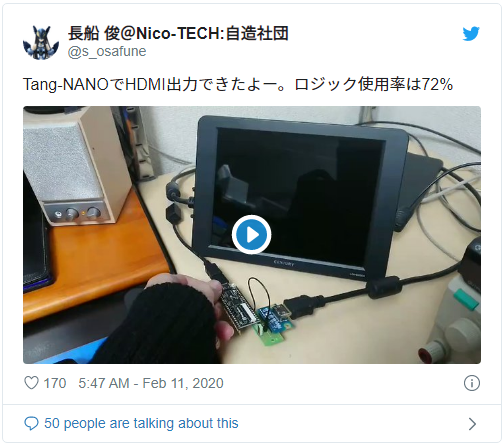 長船 俊@Nico-TECH:自造社団
@s_osafune
Tang-NANOでHDMI出力できたよー。ロジック使用率は72%
170 5:47 AM - Feb 11, 2020
50 people are talking about this